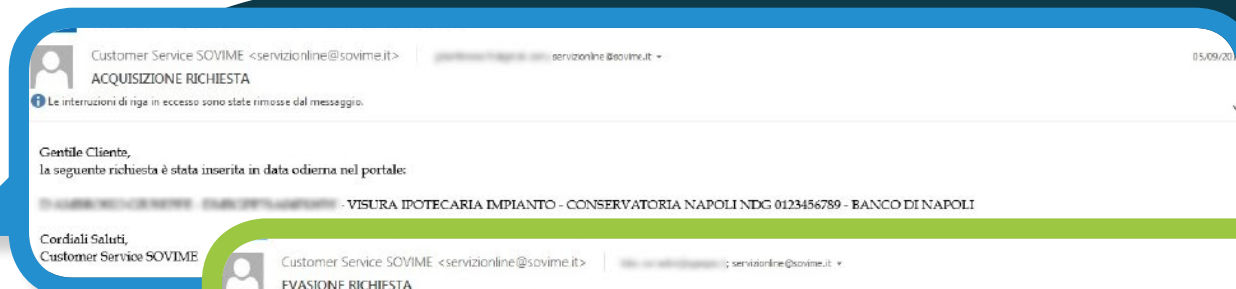 Customer Service SOVIME <servizionline@sovime.it> servizionline@sovime.it
05/09/20
ACQUISIZIONE RICHIESTA
Le interruzioni di riga in eccesso sono state rimosse dal messaggio.
Gentile Cliente,
la seguente richiesta è stata inserita in data odierna nel portale:
- VISURA IPOTECARIA IMPIANTO - CONSERVATORIA NAPOLI NDG 0123456789 - BANCO DI NAPOLI
Cordiali Saluti,
Customer Service SOVIME
Customer Service SOVIME <servizionline@sovime.it> ; servizionline@sovime.it
EVASIONE RICHIESTA